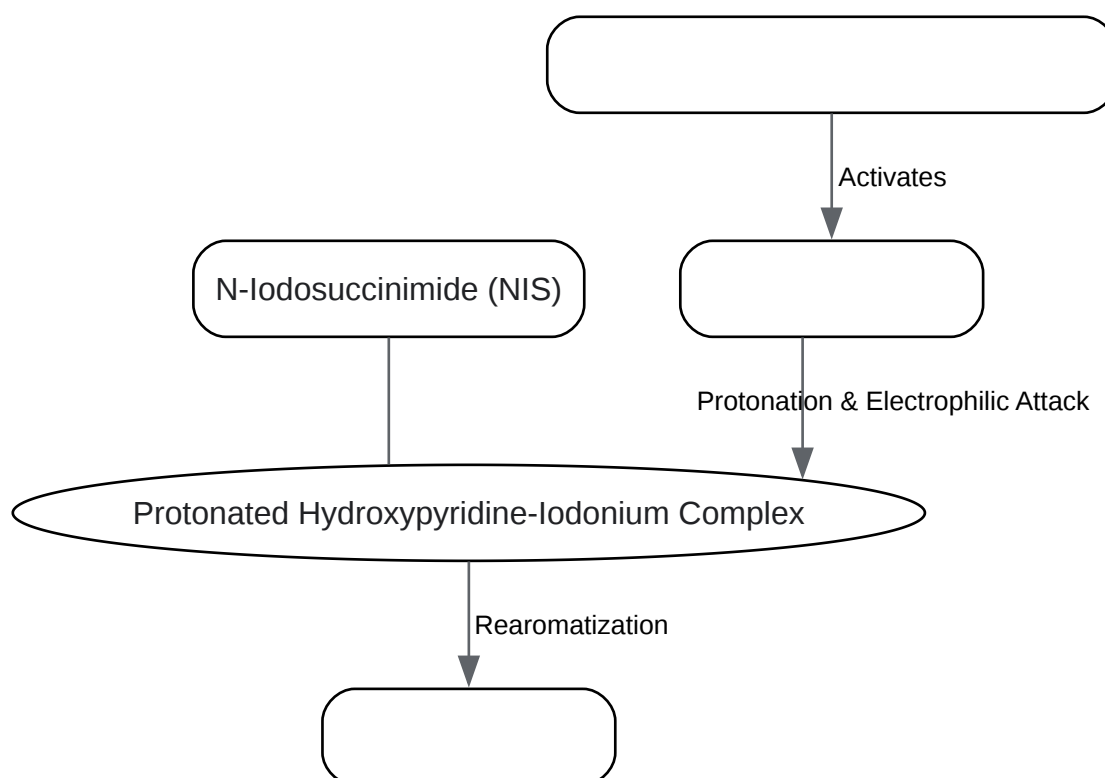 Activates
N-Iodosuccinimide (NIS)
Protonation & Electrophilic Attack
Protonated Hydroxypyridine-Iodonium Complex
Rearomatization